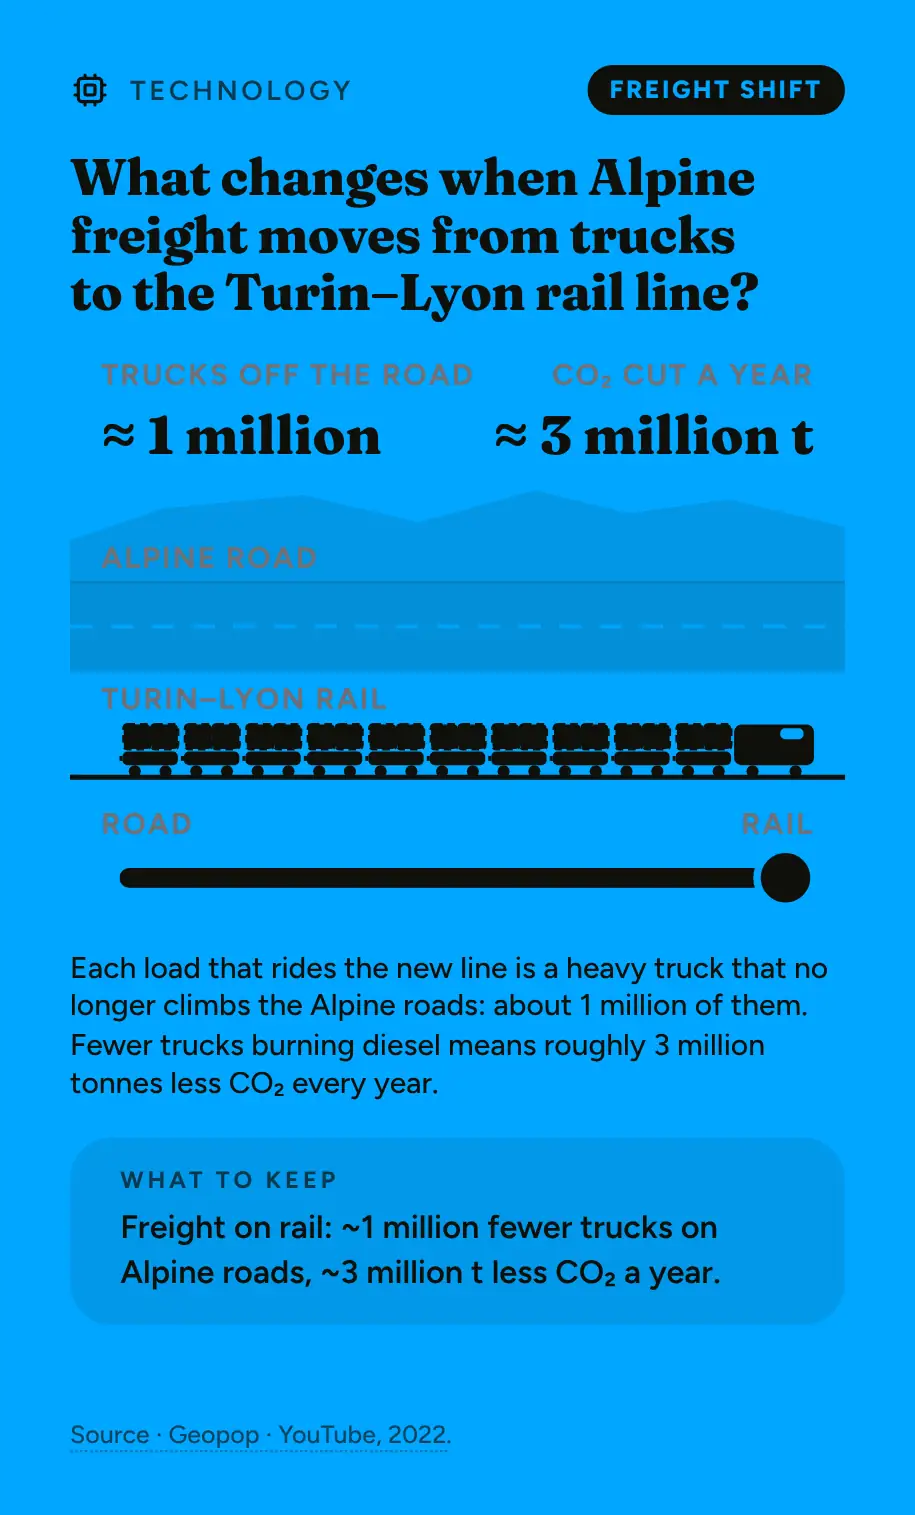 TECHNOLOGY
FREIGHT SHIFT
What changes when Alpine
freight moves from trucks
to the Turin–Lyon rail line?
TRUCKS OFF THE ROAD
≈ 1 million
CO₂ CUT A YEAR
≈ 3 million t
ALPINE ROAD
TURIN–LYON RAIL
ROAD
RAIL
Each load that rides the new line is a heavy truck that no
longer climbs the Alpine roads: about 1 million of them.
Fewer trucks burning diesel means roughly 3 million
tonnes less CO₂ every year.
WHAT TO KEEP
Freight on rail: ~1 million fewer trucks on
Alpine roads, ~3 million t less CO₂ a year.
Source · Geopop · YouTube, 2022.